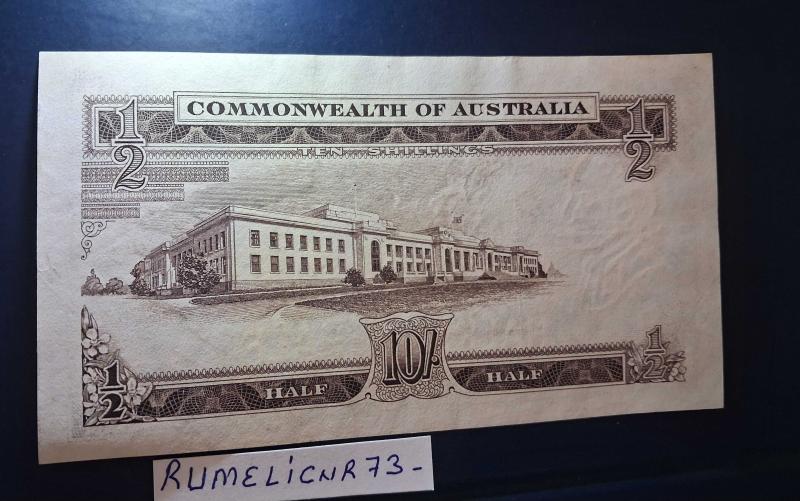 COMMONWEALTH OF AUSTRALIA
1/2
1/2
TEN SHILLINGS
1/2
HALF
10/-
HALF
1/2
RUMELiCNR73-